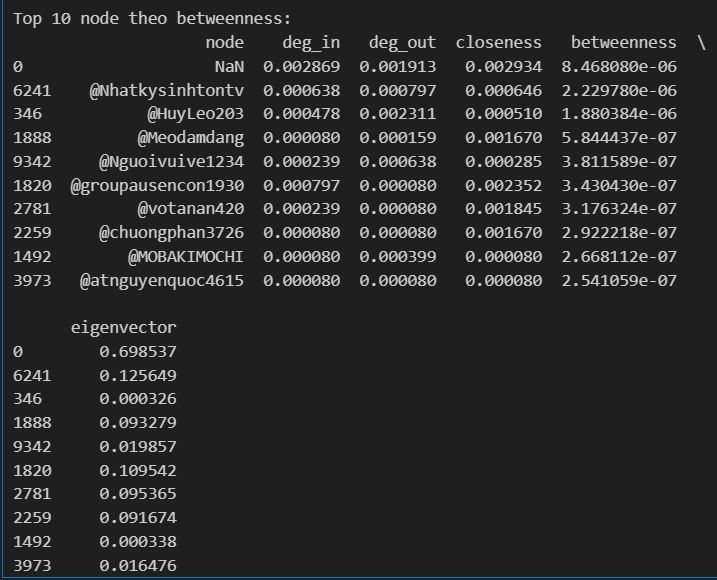 Top 10 node theo betweenness:
node deg_in deg_out closeness betweenness \
0 NaN 0.002869 0.001913 0.002934 8.468080e-06
6241 @Nhatkysinhtontv 0.000638 0.000797 0.000646 2.229780e-06
346 @HuyLeo203 0.000478 0.002311 0.000510 1.880384e-06
1888 @Meodamdang 0.000080 0.000159 0.001670 5.844437e-07
9342 @Nguoivuive1234 0.000239 0.000638 0.000285 3.811589e-07
1820 @groupausencon1930 0.000797 0.000080 0.002352 3.430430e-07
2781 @votanan420 0.000239 0.000080 0.001845 3.176324e-07
2259 @chuongphan3726 0.000080 0.000080 0.001670 2.922218e-07
1492 @MOBAKIMOCHI 0.000080 0.000399 0.000080 2.668112e-07
3973 @atnguyenquoc4615 0.000080 0.000080 0.000080 2.541059e-07
eigenvector
0 0.698537
6241 0.125649
346 0.000326
1888 0.093279
9342 0.019857
1820 0.109542
2781 0.095365
2259 0.091674
1492 0.000338
3973 0.016476